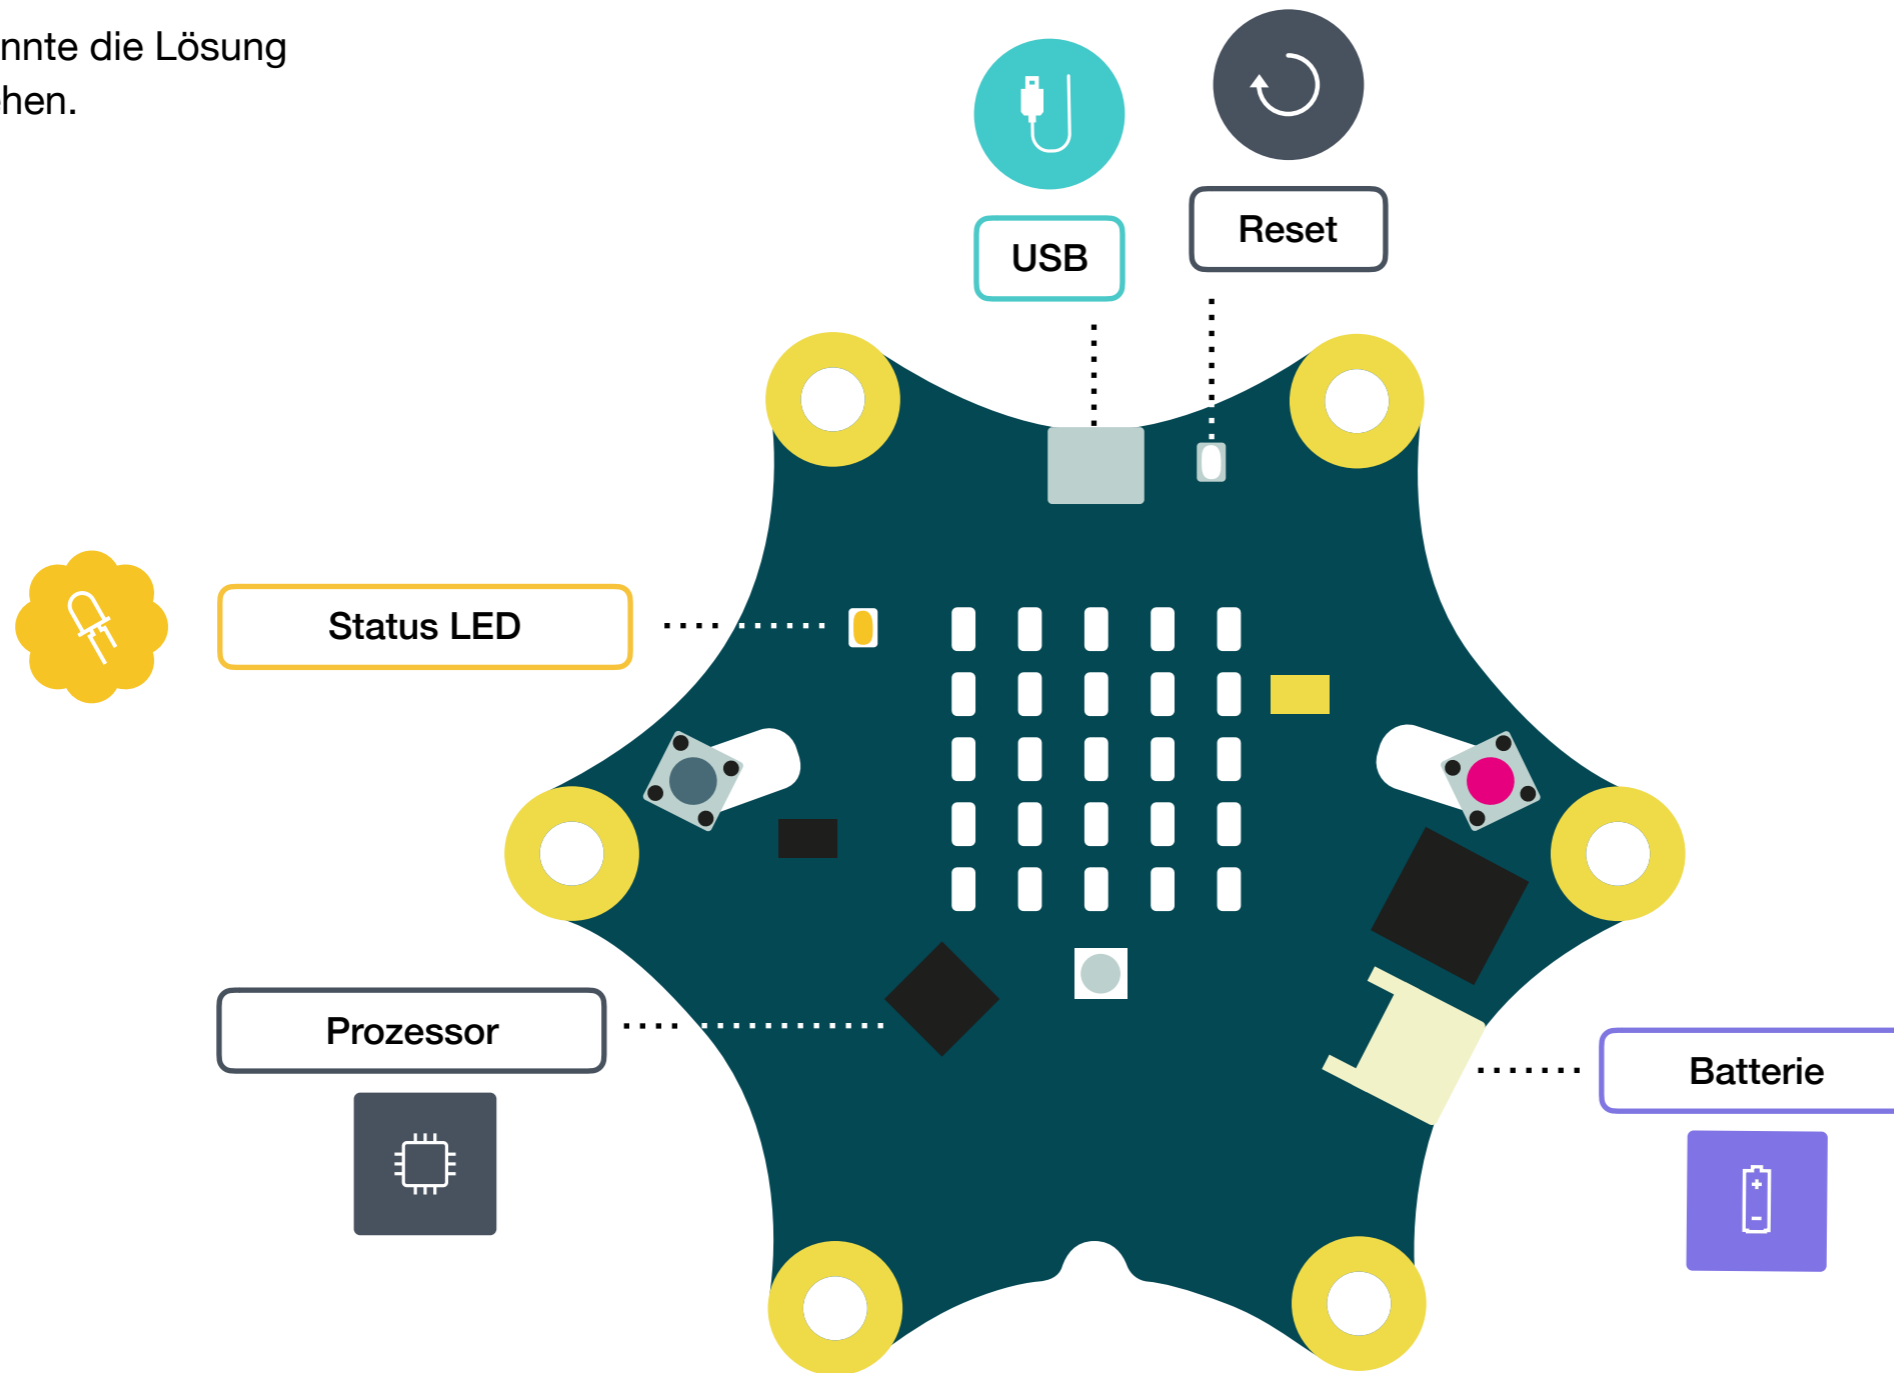 nnte die Lösung
hen.
USB
Reset
Status LED
Prozessor
Batterie